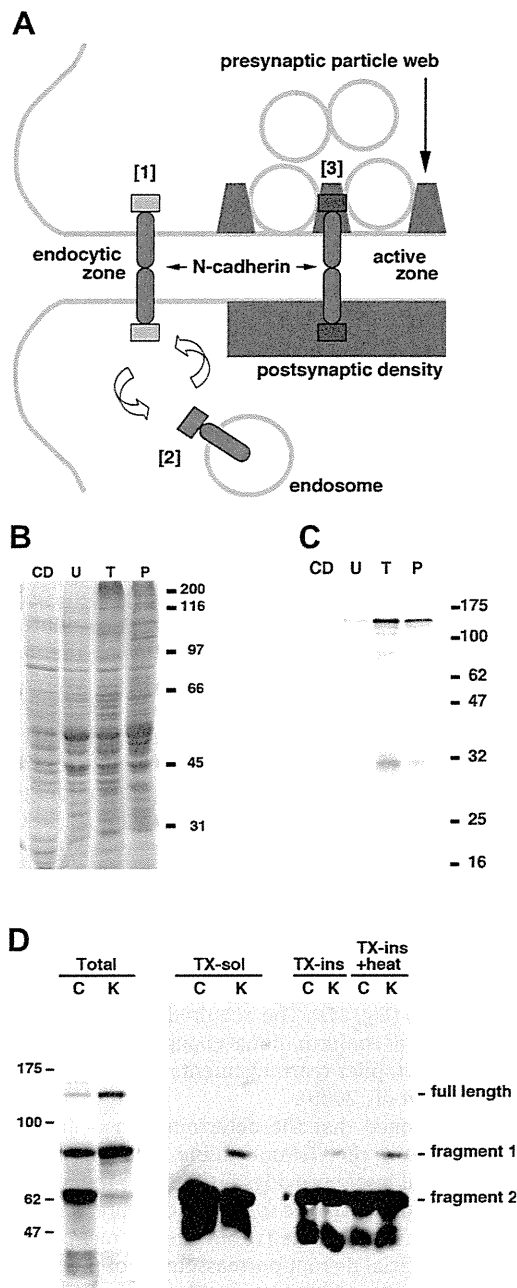 A
presynaptic particle web
[1]
[3]
endocytic zone
N-cadherin
active zone
postsynaptic density
[2]
endosome
B
CD U T P
200
116
97
66
45
31
C
CD U T P
175
100
62
47
32
25
16
D
Total TX-sol TX-ins TX-ins +heat
C K C K C K C K
175
100
62
47
full length
fragment 1
fragment 2